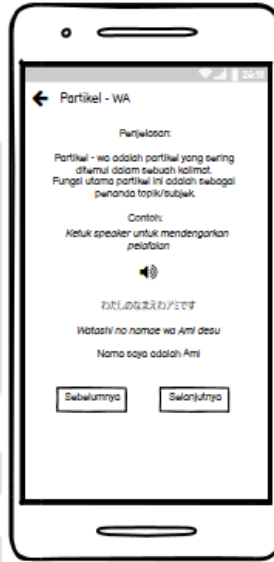 26:18
Partikel - WA
Penjelasan:
Partikel - wa adalah partikel yang sering
ditemui dalam sebuah kalimat.
Fungsi utama partikel ini adalah sebagai
penanda topik/subjek.
Contoh:
Ketuk speaker untuk mendengarkan
pelafalan
わたしのなまえわアミです
Watashi no namae wa Ami desu
Nama saya adalah Ami
Sebelumnya
Selanjutnya